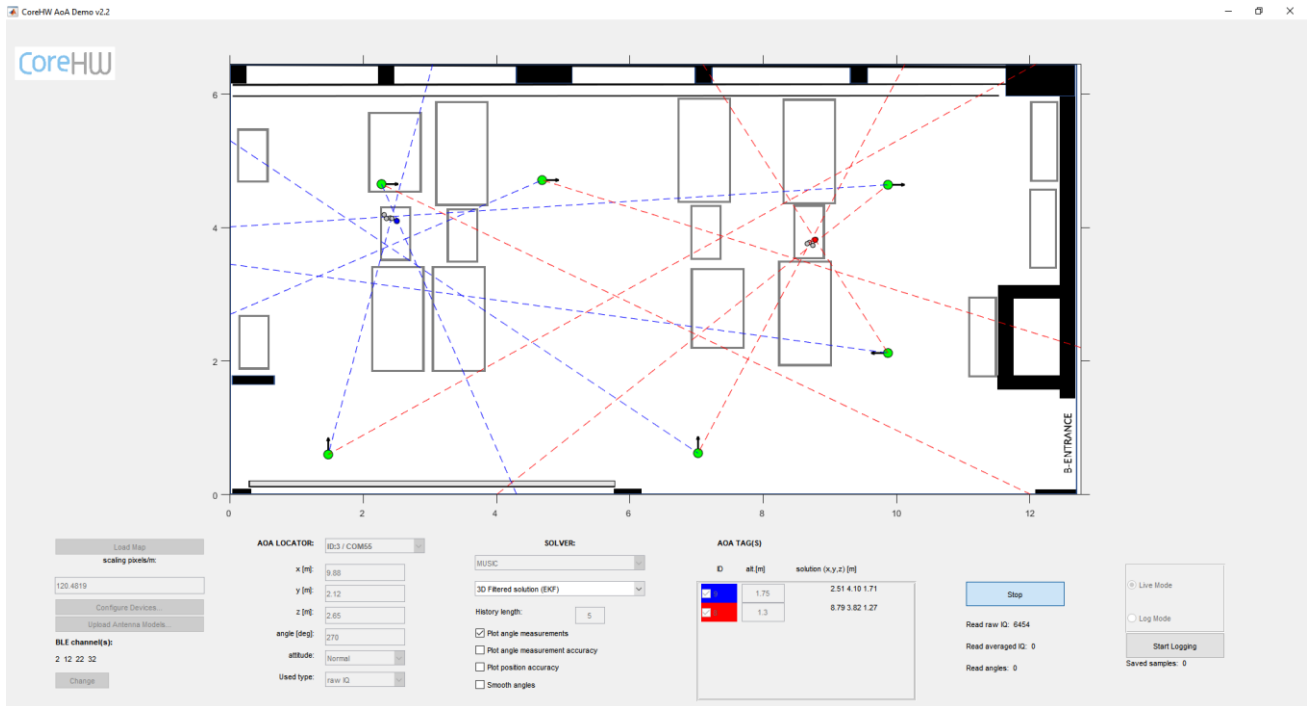 CoreHW AoA Demo v2.2
CoreHW
6
4
2
0
0 2 4 6 8 10 12
B-ENTRANCE
Load Map
scaling pixels/m:
120.4819
Configure Devices...
Upload Antenna Models...
BLE channel(s):
2 12 22 32
Change
AOA LOCATOR: ID:3 / COM55
x [m]: 9.88
y [m]: 2.12
z [m]: 2.65
angle [deg]: 270
attitude: Normal
Used type: raw IQ
SOLVER:
MUSIC
3D Filtered solution (EKF)
History length: 5
Plot angle measurements
Plot angle measurement accuracy
Plot position accuracy
Smooth angles
AOA TAG(S)
ID alt.[m] solution (x,y,z) [m]
1.75 2.51 4.10 1.71
1.3 8.79 3.82 1.27
Stop
Read raw IQ: 6454
Read averaged IQ: 0
Read angles: 0
Live Mode
Log Mode
Start Logging
Saved samples: 0